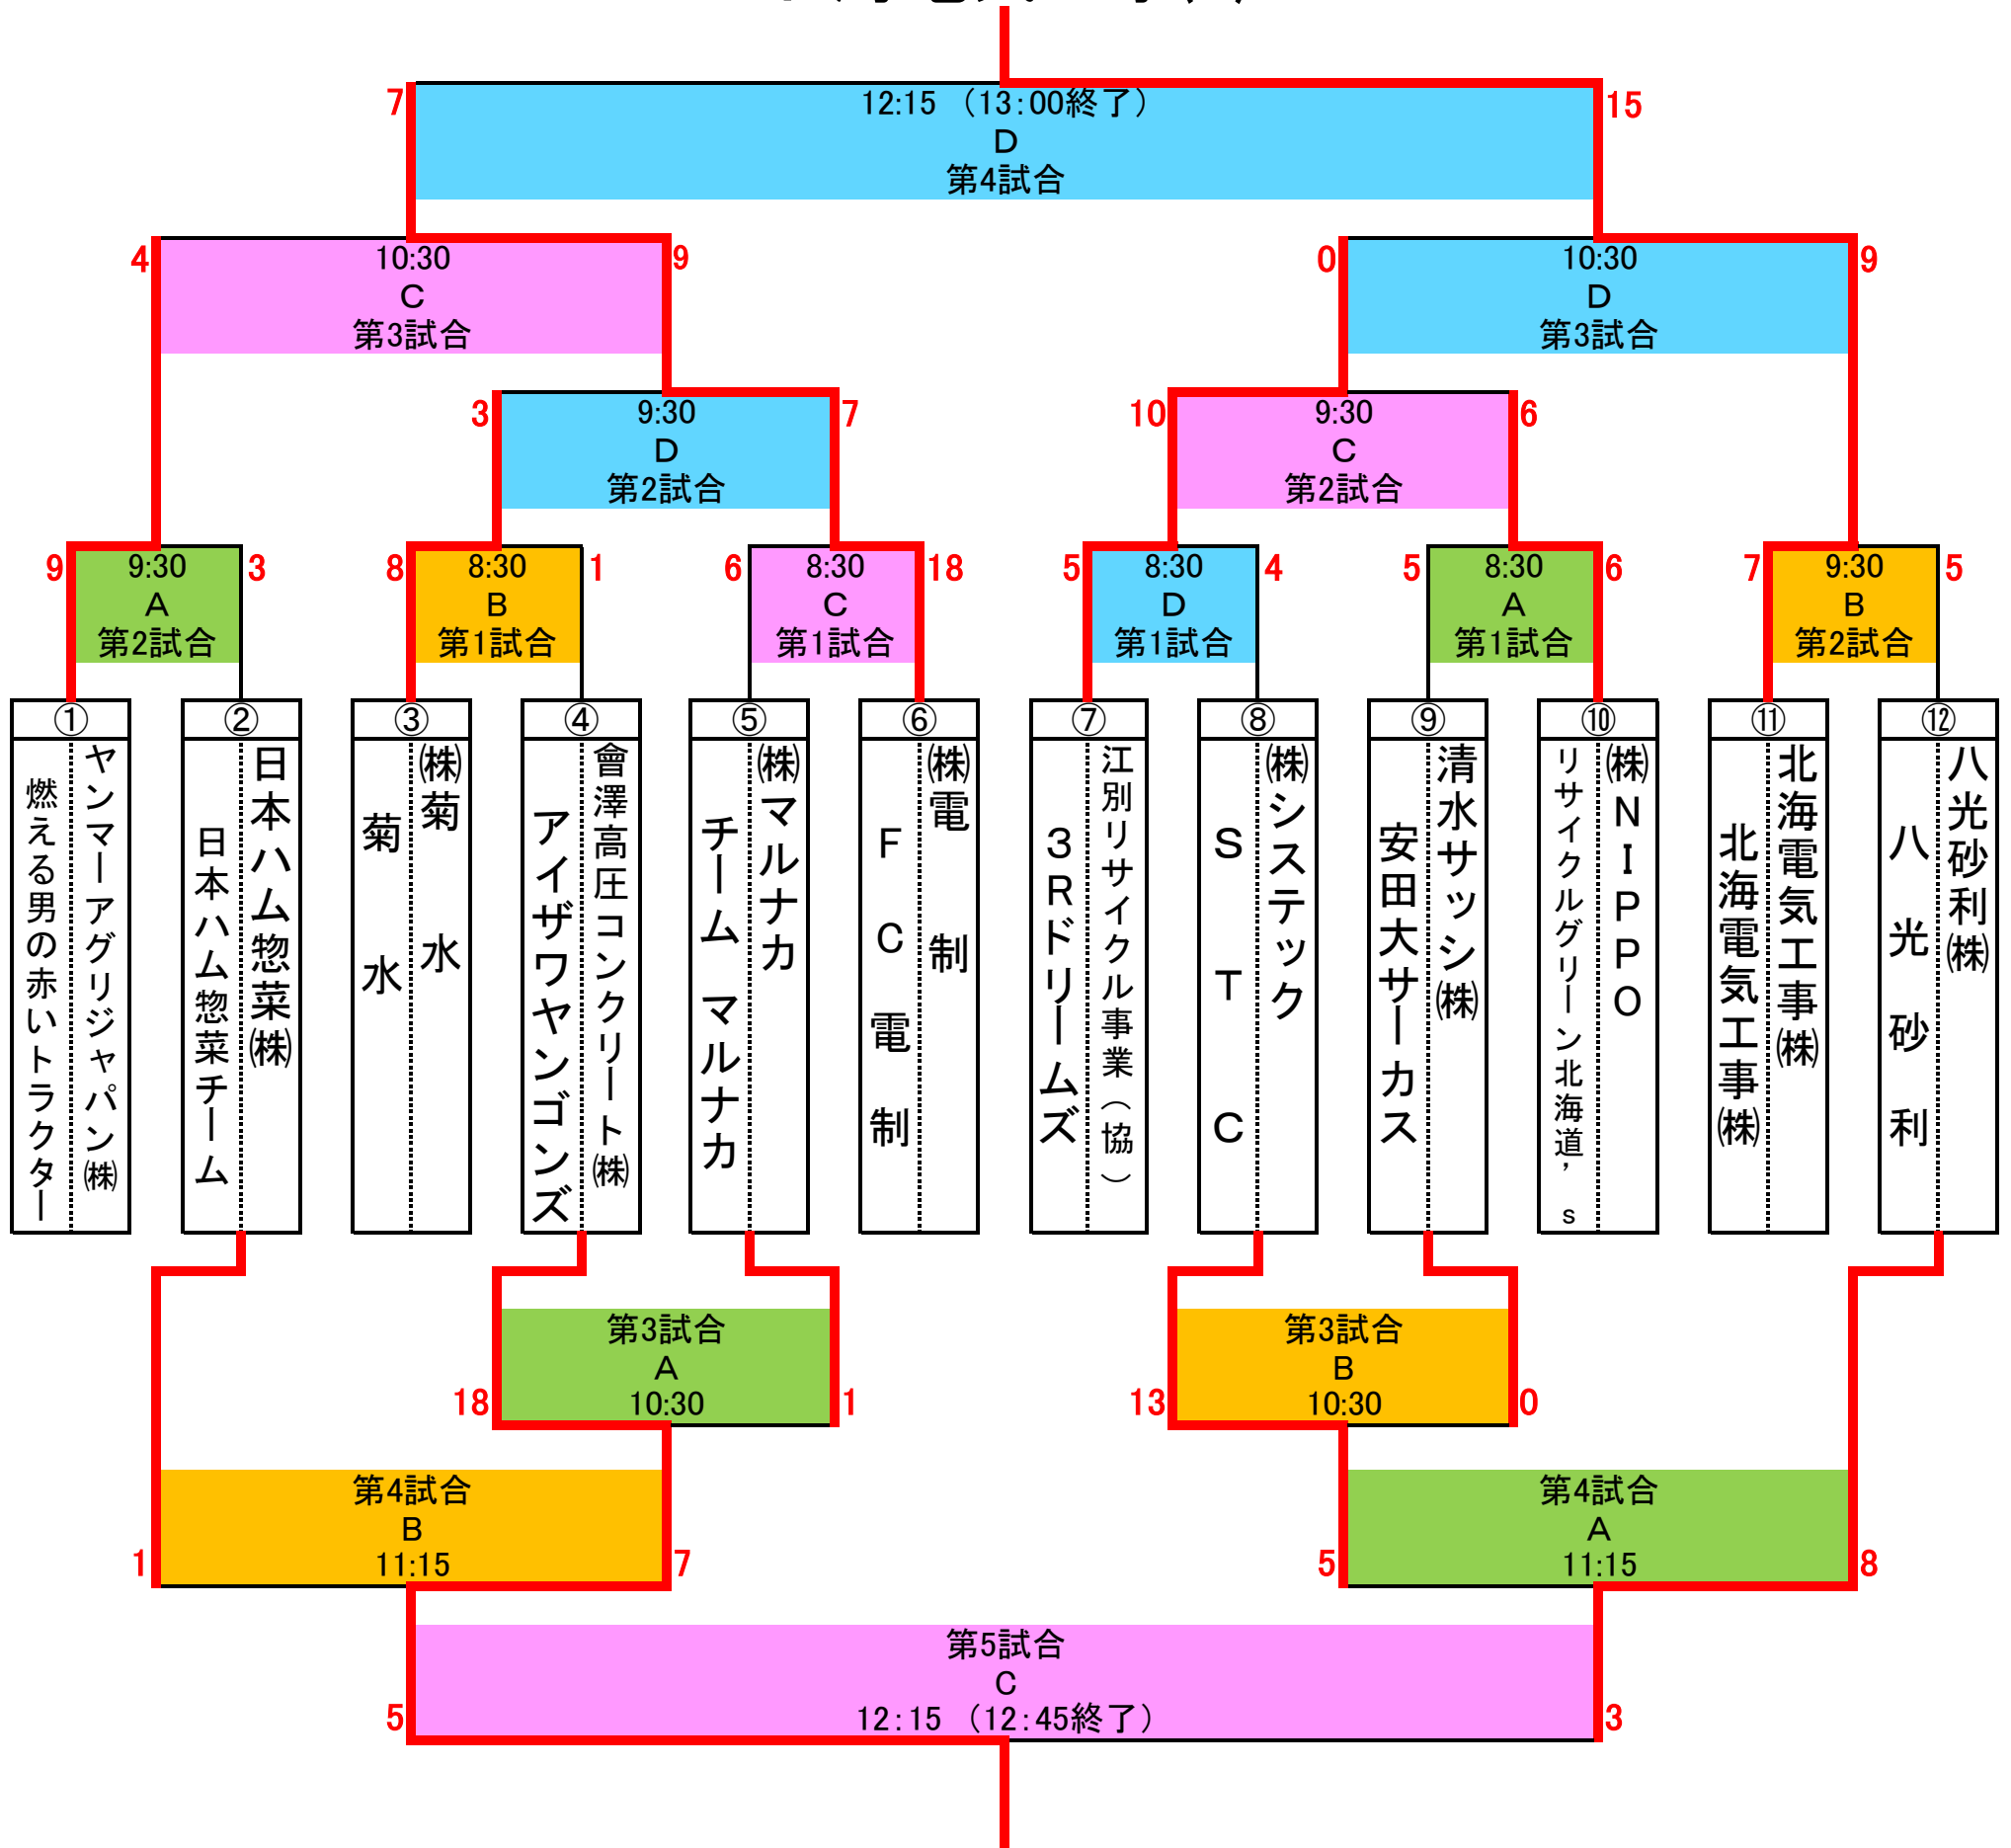 7
12:15 （13:00終了）
15
D
第4試合
4
10:30
9
0
10:30
9
C
D
第3試合
第3試合
3
9:30
7
10
9:30
6
D
C
第2試合
第2試合
9
9:30
3
8
8:30
1
6
8:30
18
5
8:30
4
5
8:30
6
7
9:30
5
A
B
C
D
A
B
第2試合
第1試合
第1試合
第1試合
第1試合
第2試合
①
②
③
④
⑤
⑥
⑦
⑧
⑨
⑩
⑪
⑫
ヤンマーアグリジャパン㈱
燃える男の赤いトラクター
日本ハム惣菜㈱
日本ハム惣菜チーム
㈱菊水
菊水
會澤高圧コンクリート㈱
アイザワヤンゴンズ
㈱マルナカ
チーム マルナカ
㈱電制
FC電制
江別リサイクル事業（協）
3Rドリームズ
㈱システック
STC
清水サッシ㈱
安田大サーカス
㈱NIPPO
リサイクルグリーン北海道’s
北海電気工事㈱
北海電気工事㈱
八光砂利㈱
八光砂利
第3試合
第3試合
A
B
18
10:30
1
13
10:30
0
第4試合
第4試合
B
A
1
11:15
7
5
11:15
8
第5試合
C
5
12:15 （12:45終了）
3